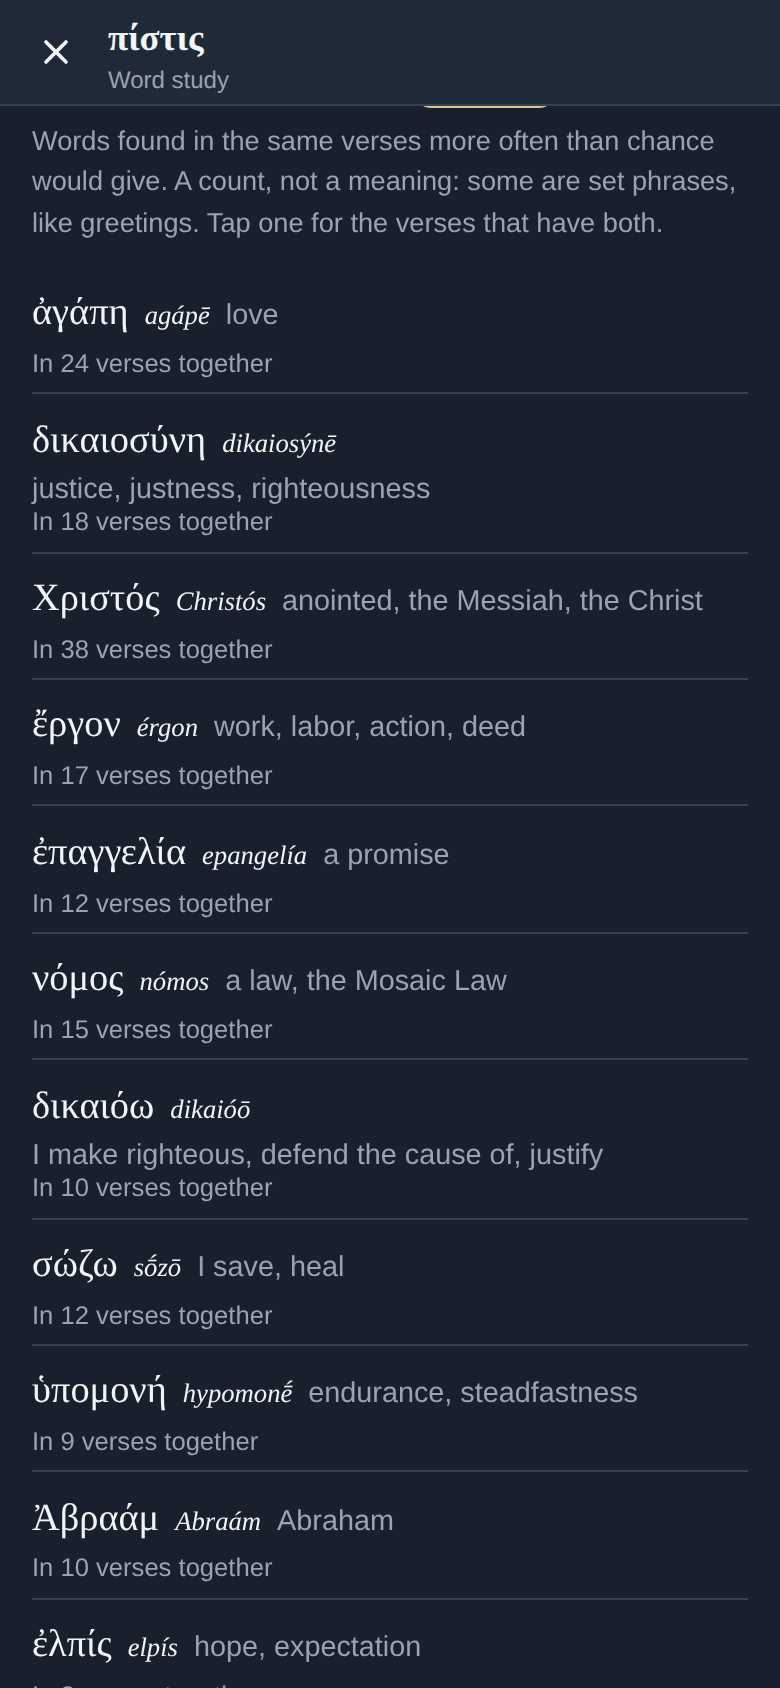 πίστις
Word study
Words found in the same verses more often than chance
would give. A count, not a meaning: some are set phrases,
like greetings. Tap one for the verses that have both.
ἀγάπη agápē love
In 24 verses together
δικαιοσύνη dikaiosýnē
justice, justness, righteousness
In 18 verses together
Χριστός Christós anointed, the Messiah, the Christ
In 38 verses together
ἔργον érgon work, labor, action, deed
In 17 verses together
ἐπαγγελία epangelía a promise
In 12 verses together
νόμος nómos a law, the Mosaic Law
In 15 verses together
δικαιόω dikaióō
I make righteous, defend the cause of, justify
In 10 verses together
σώζω sṓzō I save, heal
In 12 verses together
ὑπομονή hypomonḗ endurance, steadfastness
In 9 verses together
Ἀβραάμ Abraám Abraham
In 10 verses together
ἐλπίς elpís hope, expectation